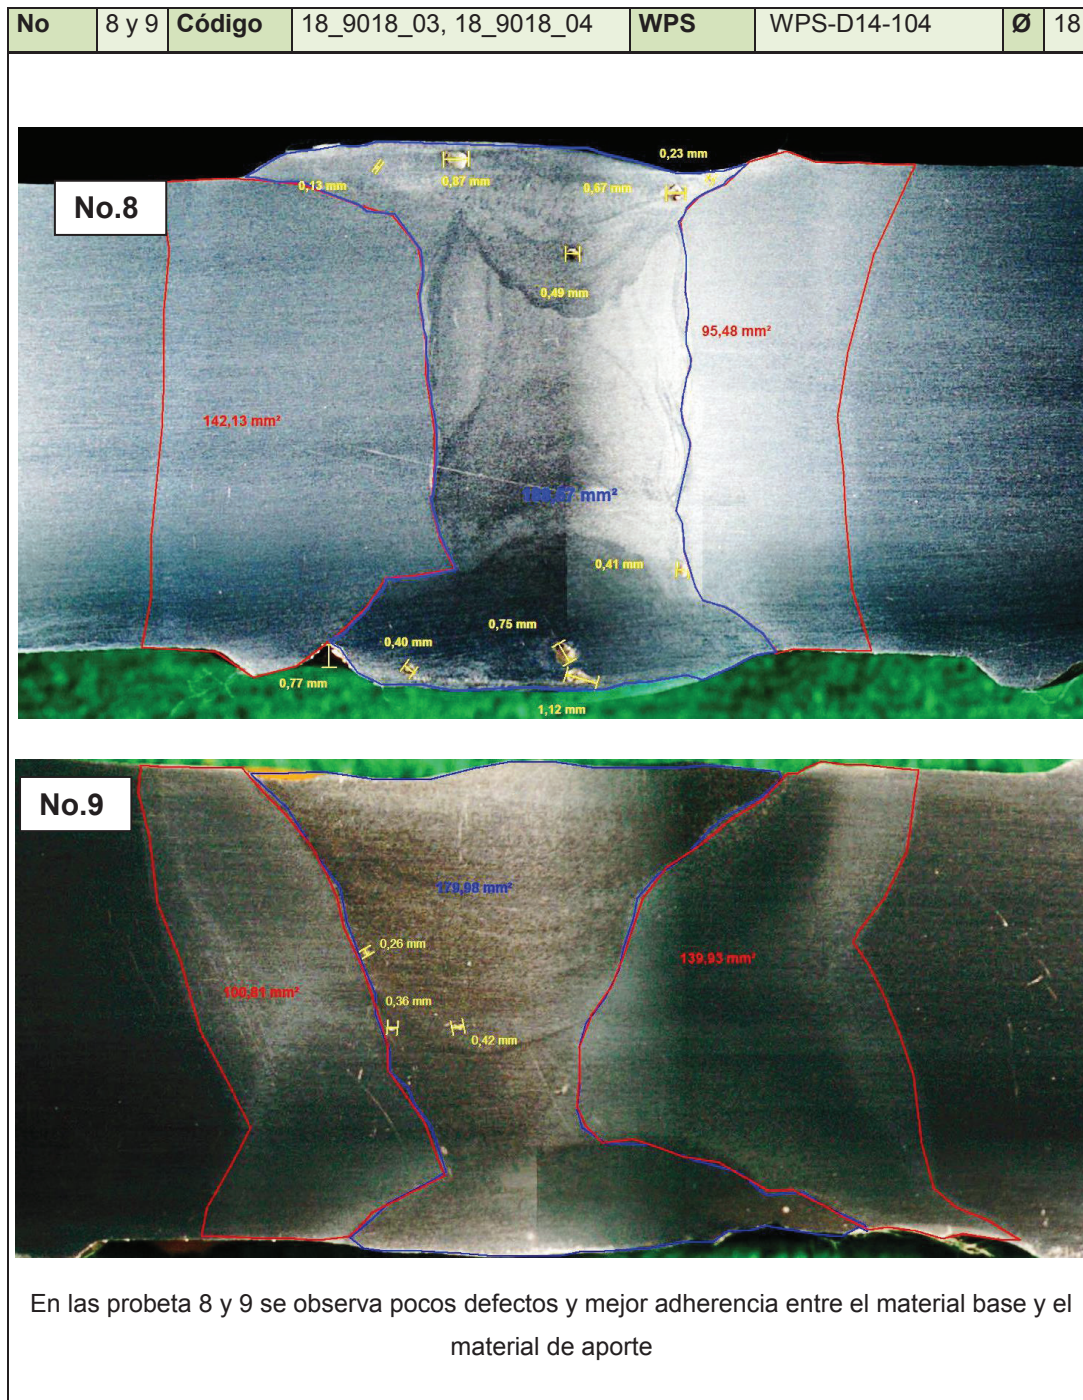 No 8 y 9 Código 18_9018_03, 18_9018_04 WPS WPS-D14-104 Ø 18
No.8
0,13 mm
0,87 mm
0,67 mm
0,23 mm
0,49 mm
95,48 mm²
142,13 mm²
mm²
0,41 mm
0,75 mm
0,40 mm
0,77 mm
1,12 mm
No.9
179,98 mm²
0,26 mm
139,93 mm²
0,36 mm
0,42 mm
mm²
En las probeta 8 y 9 se observa pocos defectos y mejor adherencia entre el material base y el
material de aporte